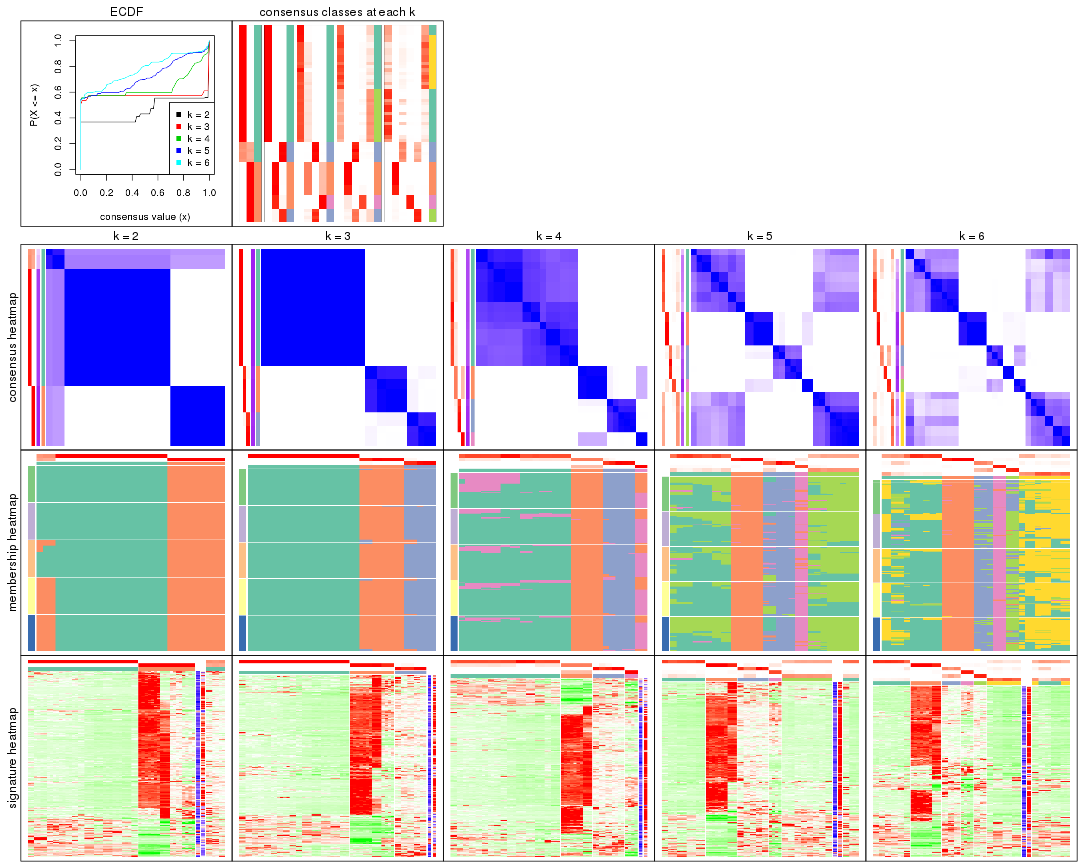 ECDF
consensus classes at each k
P(X <= x)
0.0 0.2 0.4 0.6 0.8 1.0
k = 2
k = 3
k = 4
k = 5
k = 6
0.0 0.2 0.4 0.6 0.8 1.0
consensus value (x)
k = 2
k = 3
k = 4
k = 5
k = 6
consensus heatmap
membership heatmap
signature heatmap